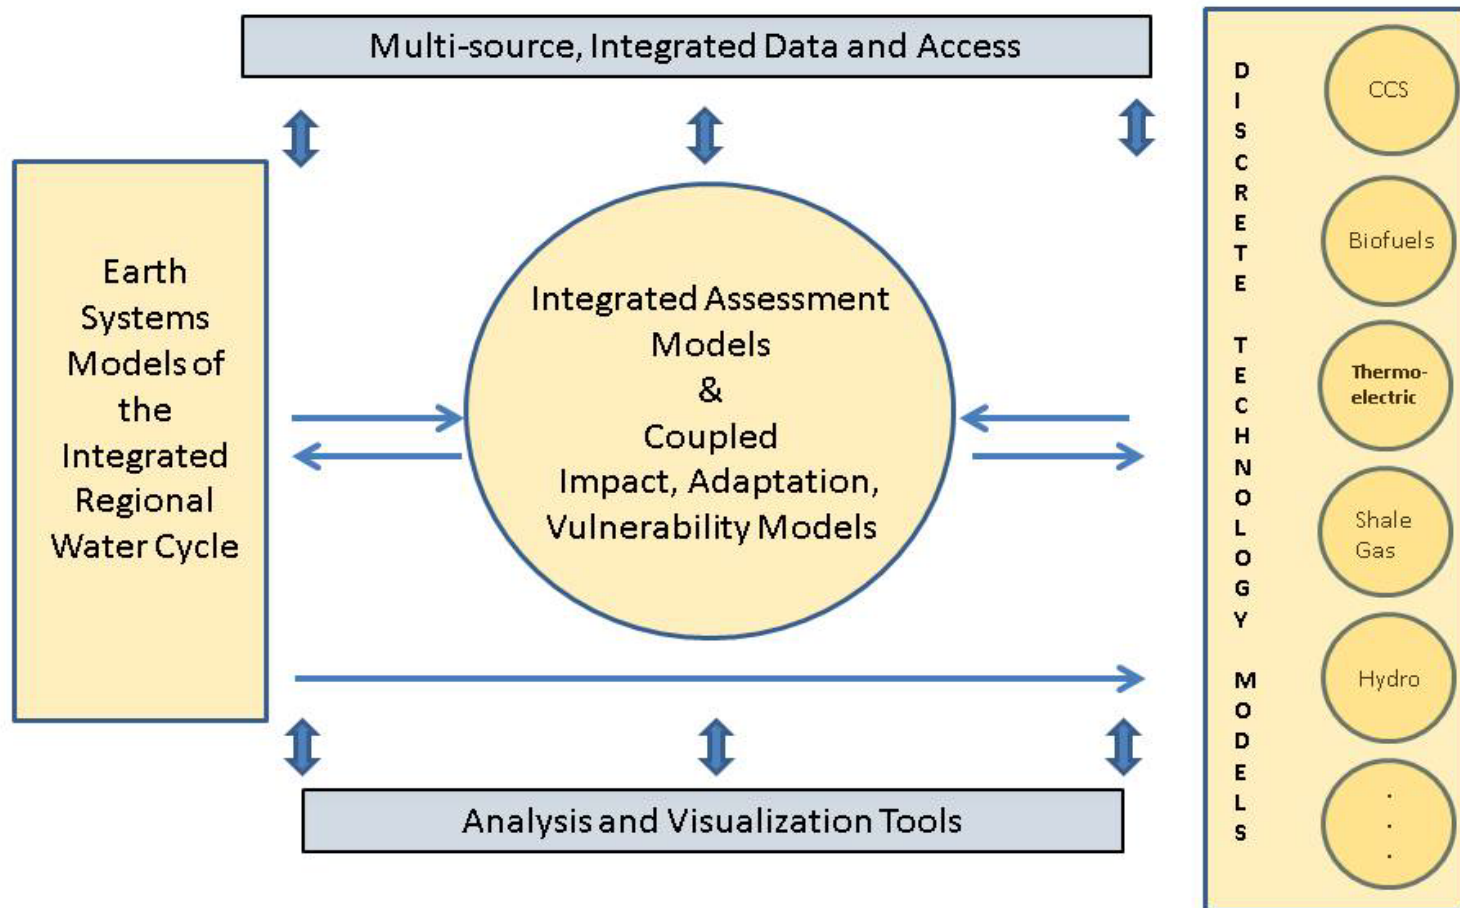 Multi-source, Integrated Data and Access
Earth
Systems
Models of
the
Integrated
Regional
Water Cycle
Integrated Assessment
Models
&
Coupled
Impact, Adaptation,
Vulnerability Models
Analysis and Visualization Tools
D
I
S
C
R
E
T
E
T
E
C
H
N
O
L
O
G
Y
M
O
D
E
L
S
CCS
Biofuels
Thermo-
electric
Shale
Gas
Hydro
.
.
.